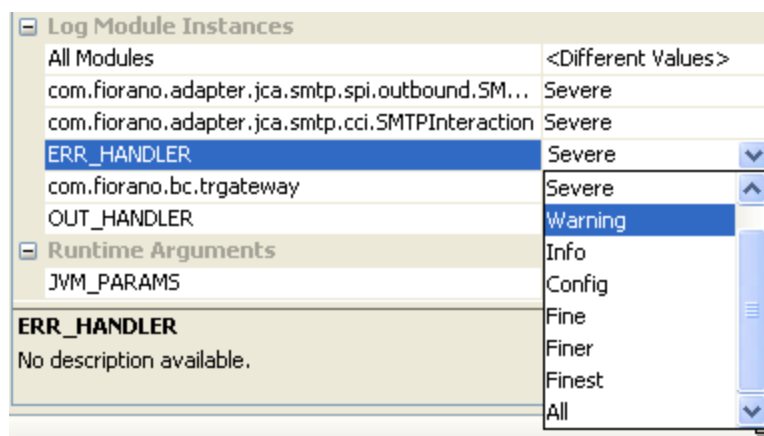 Log Module Instances
All Modules <Different Values>
com.fiorano.adapter.jca.smtp.spi.outbound.SM... Severe
com.fiorano.adapter.jca.smtp.cci.SMTPInteraction Severe
ERR_HANDLER Severe
com.fiorano.bc.trgateway Severe
OUT_HANDLER Warning
Runtime Arguments Info
JVM_PARAMS Config
ERR_HANDLER Fine
No description available. Finer
Finest
All